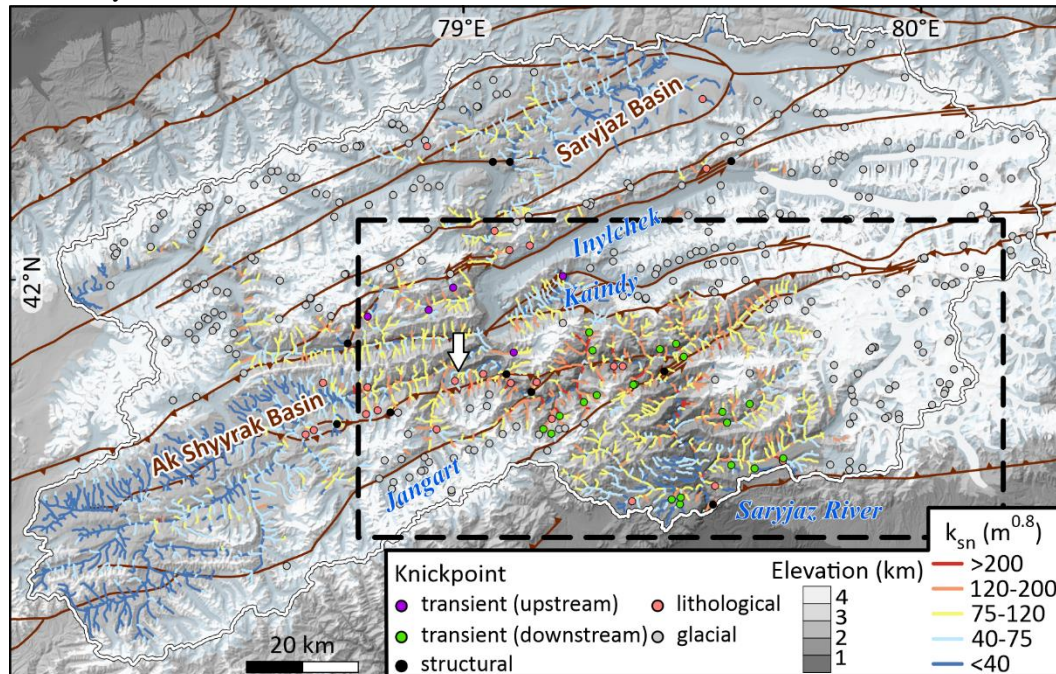 79°E
80°E
Saryjaz Basin
42°N
Inylchek
Kaindy
Ak Shyyrak Basin
Jangart
Saryjaz River
Knickpoint
transient (upstream)
transient (downstream)
structural
lithological
glacial
20 km
Elevation (km)
4
3
2
1
ksn (m0.8)
>200
120-200
75-120
40-75
<40